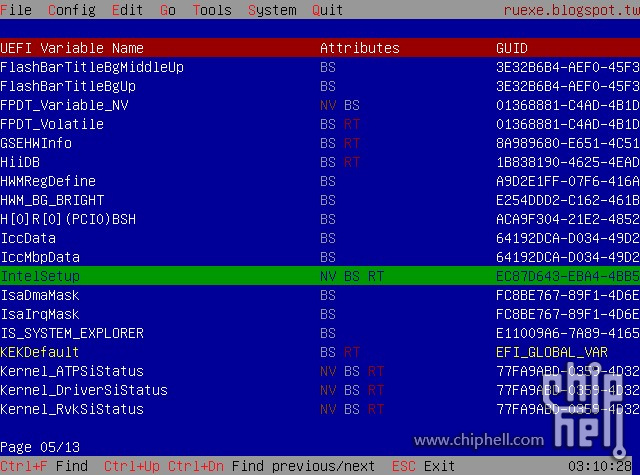 File Config Edit Go Tools System Quit ruexe.blogspot.tw
UEFI Variable Name Attributes GUID
FlashBarTitleBgMiddleUp BS 3E32B6B4-AEF0-45F3
FlashBarTitleBgUp BS 3E32B6B4-AEF0-45F3
FPDT_Variable_NV NV BS 01368881-C4AD-4B1D
FPDT_Volatile BS RT 01368881-C4AD-4B1D
GSEHWInfo BS RT 8A989680-E651-4C51
HiiDB BS RT 1B838190-4625-4EAD
HWMRegDefine BS A9D2E1FF-07F6-416A
HWM_BG_BRIGHT BS E254DDD2-C162-461B
H[0]R[0](PCI0)BSH BS ACA9F304-21E2-4852
IccData BS 64192DCA-D034-49D2
IccMbpData BS 64192DCA-D034-49D2
IntelSetup NV BS RT EC87D643-EBA4-4BB5
IsaDmaMask BS FC8BE767-89F1-4D6E
IsaIrqMask BS FC8BE767-89F1-4D6E
IS_SYSTEM_EXPLORER BS E11009A6-7A89-4165
KEKDefault BS RT EFI_GLOBAL_VAR
Kernel_ATPSiStatus NV BS RT 77FA9ABD-0359-4D32
Kernel_DriverSiStatus NV BS RT 77FA9ABD-0359-4D32
Kernel_RvkSiStatus NV BS RT 77FA9ABD-0359-4D32
chip hell
Page 05/13
www.chiphell.com
Ctrl+F Find Ctrl+Up Ctrl+Dn Find previous/next ESC Exit 03:10:28